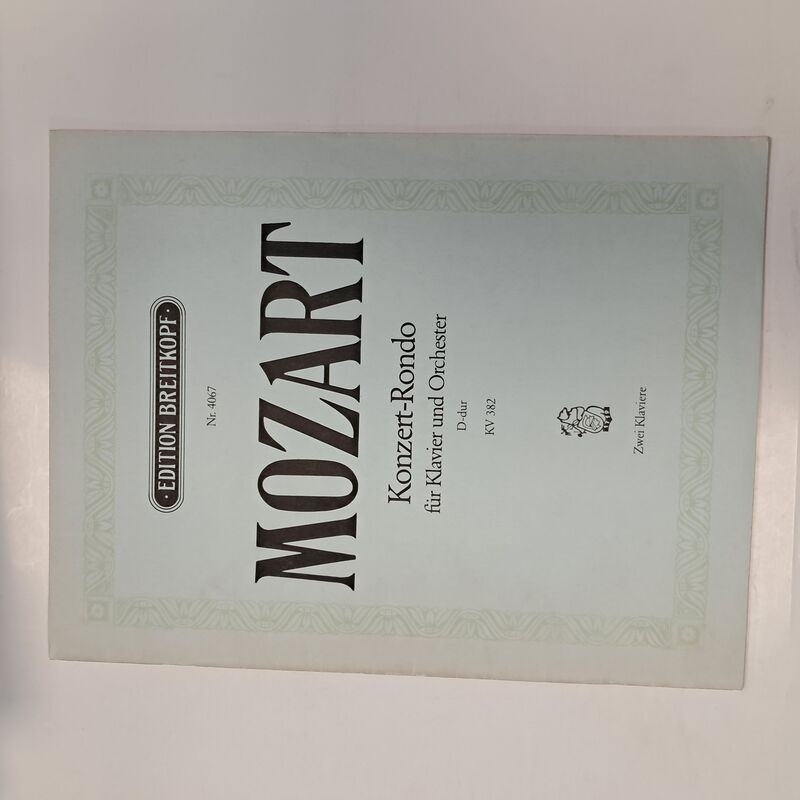 · EDITION BREITKOPF ·
Nr. 4067
MOZART
Konzert-Rondo
für Klavier und Orchester
D-dur
KV 382
Zwei Klaviere